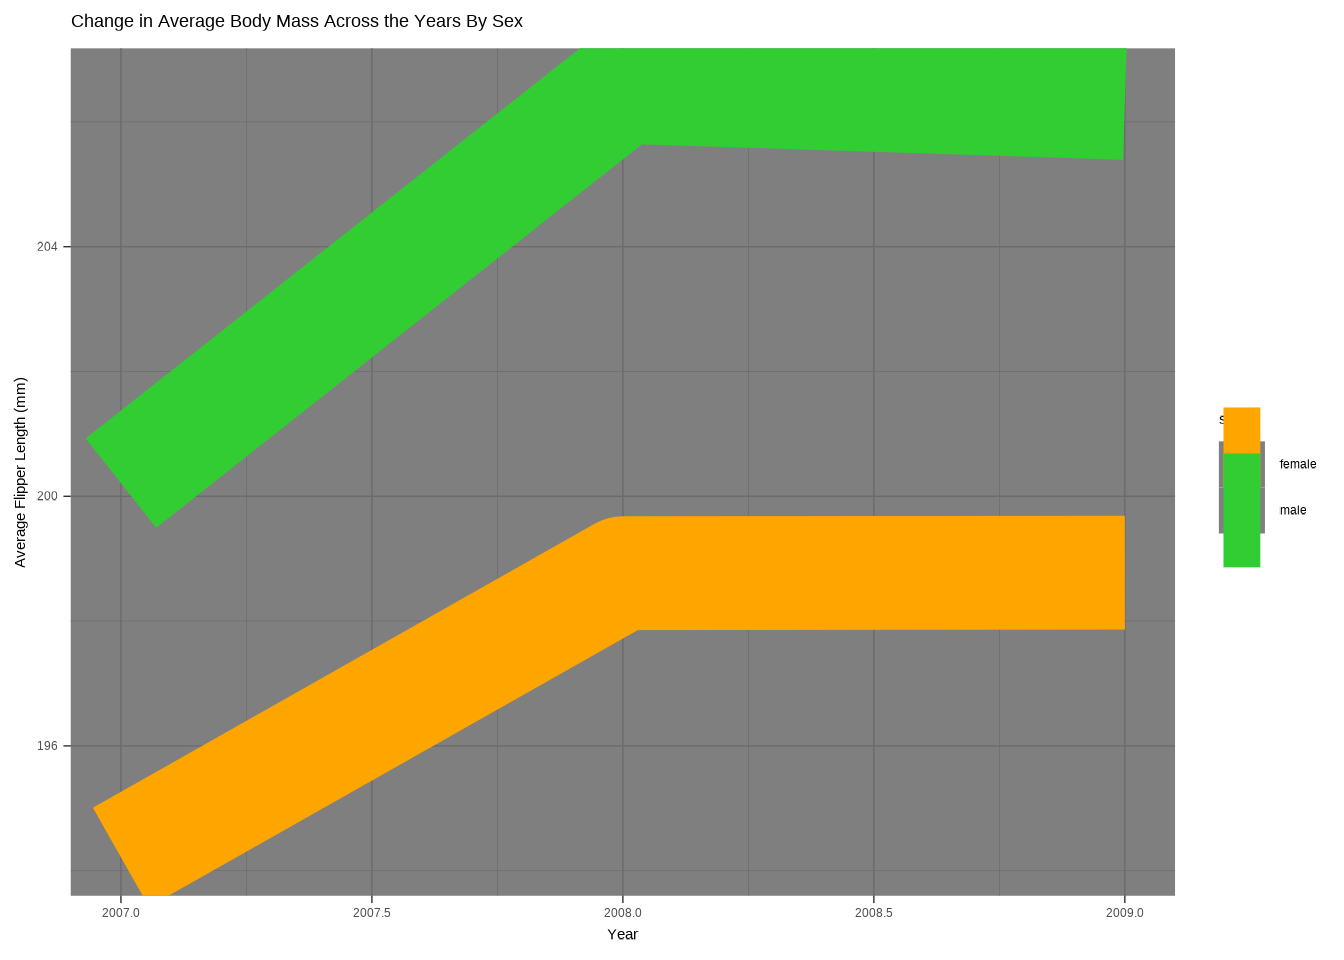 Change in Average Body Mass Across the Years By Sex
Average Flipper Length (mm)
204
200
196
2007.0
2007.5
2008.0
2008.5
2009.0
Year
female
male